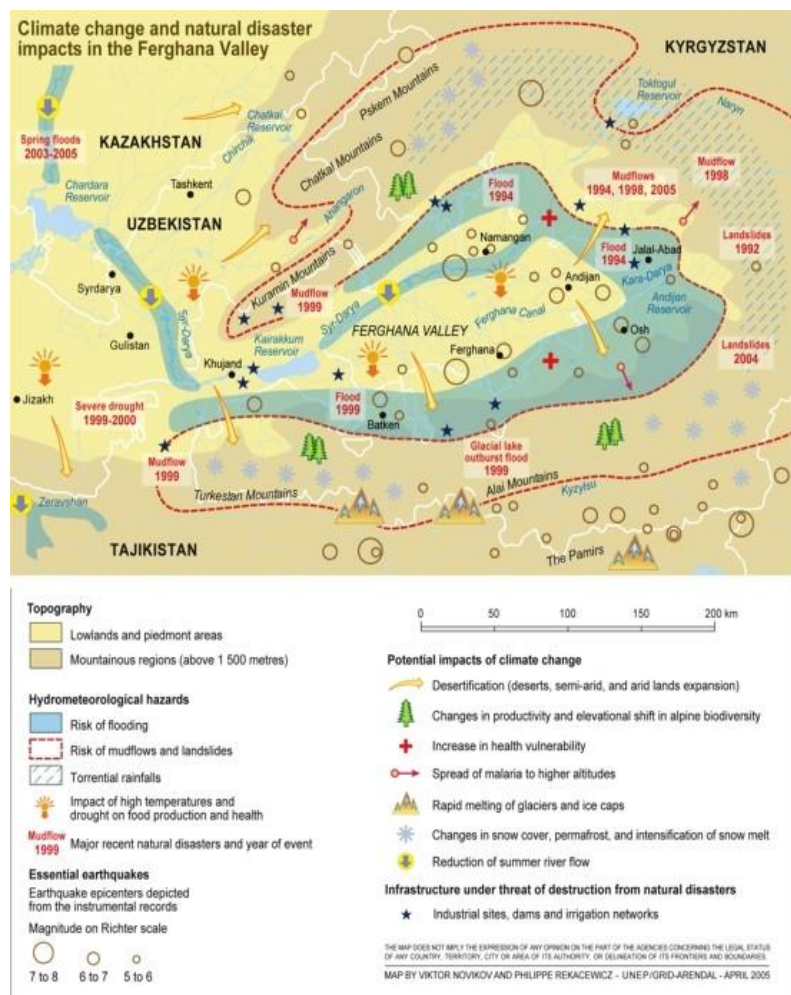 Climate change and natural disaster
impacts in the Ferghana Valley
KYRGYZSTAN
Pskem Mountains
Toktogul
Reservoir
Naryn
Chatkal
Reservoir
Spring floods
2003-2005
KAZAKHSTAN
Chirchik
Chatkal Mountains
Mudflow
1998
Mudflows
1994, 1998, 2005
Flood
1994
Chardara
Reservoir
Tashkent
Ahangaron
UZBEKISTAN
Namangan
Flood
1994
Jalal-Abad
Landslides
1992
Kuramin Mountains
Mudflow
1999
Syrdarya
Syr-Darya
Andijan
Kara-Darya
Andijan
Reservoir
Syr-Darya
FERGHANA VALLEY
Ferghana
Canal
Gulistan
Kairakkum
Reservoir
Osh
Khujand
Ferghana
Landslides
2004
Jizakh
Severe drought
1999-2000
Flood
1999
Batken
Mudflow
1999
Glacial lake
outburst flood
1999
Turkestan Mountains
Alai Mountains
Kyzylsu
Zeravshan
TAJIKISTAN
The Pamirs
Topography
Lowlands and piedmont areas
Mountainous regions (above 1 500 metres)
Hydrometeorological hazards
Risk of flooding
Risk of mudflows and landslides
Torrential rainfalls
Impact of high temperatures and
drought on food production and health
Mudflow
1999
Major recent natural disasters and year of event
Essential earthquakes
Earthquake epicenters depicted
from the instrumental records
Magnitude on Richter scale
7 to 8 6 to 7 5 to 6
0 50 100 150 200 km
Potential impacts of climate change
Desertification (deserts, semi-arid, and arid lands expansion)
Changes in productivity and elevational shift in alpine biodiversity
Increase in health vulnerability
Spread of malaria to higher altitudes
Rapid melting of glaciers and ice caps
Changes in snow cover, permafrost, and intensification of snow melt
Reduction of summer river flow
Infrastructure under threat of destruction from natural disasters
Industrial sites, dams and irrigation networks
THE MAP DOES NOT IMPLY THE EXPRESSION OF ANY OPINION ON THE PART OF THE AGENCIES CONCERNING THE LEGAL STATUS
OF ANY COUNTRY, TERRITORY, CITY OR AREA OF ITS AUTHORITY, OR DELINEATION OF ITS FRONTIERS AND BOUNDARIES.
MAP BY VIKTOR NOVIKOV AND PHILIPPE REKACEWICZ - UNEP/GRID-ARENDAL - APRIL 2005